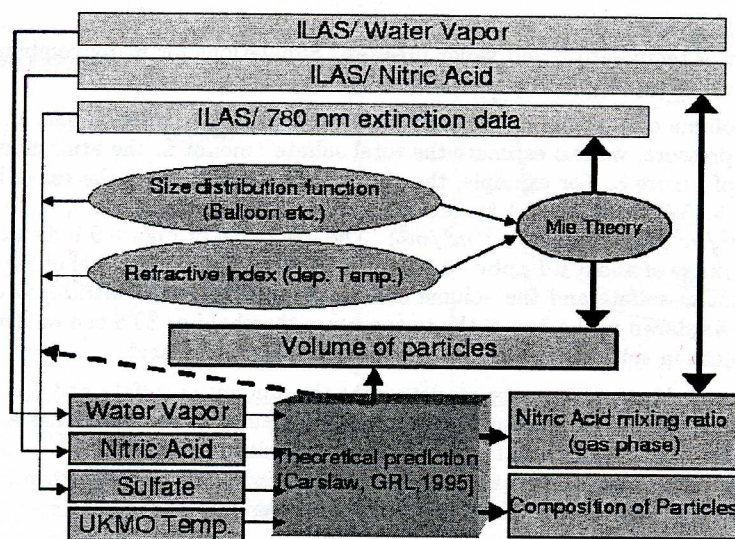 ILAS/ Water Vapor
ILAS/ Nitric Acid
ILAS/ 780 nm extinction data
Size distribution function
(Balloon etc.)
Mie Theory
Refractive Index (dep. Temp.)
Volume of particles
Water Vapor
Nitric Acid
Sulfate
UKMO Temp.
Theoretical prediction
[Carslaw, GRL,1995]
Nitric Acid mixing ratio
(gas phase)
Composition of Particles